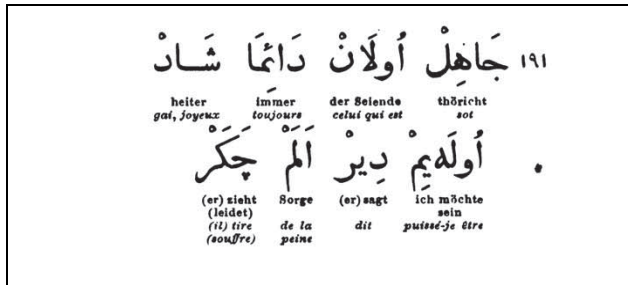 ١٩١ جَاهِلْ اُولَانْ دَائِمَا شَـادْ
heiter immer der Seiende thöricht
gai, joyeux toujours celui qui est sot
اُولَهيِمْ دِيرْ اَلَمْ چَكَرْ
(er) zieht Sorge (er) sagt ich möchte
(leidet) sein
(il) tire de la dit puissé-je être
(souffre) peine